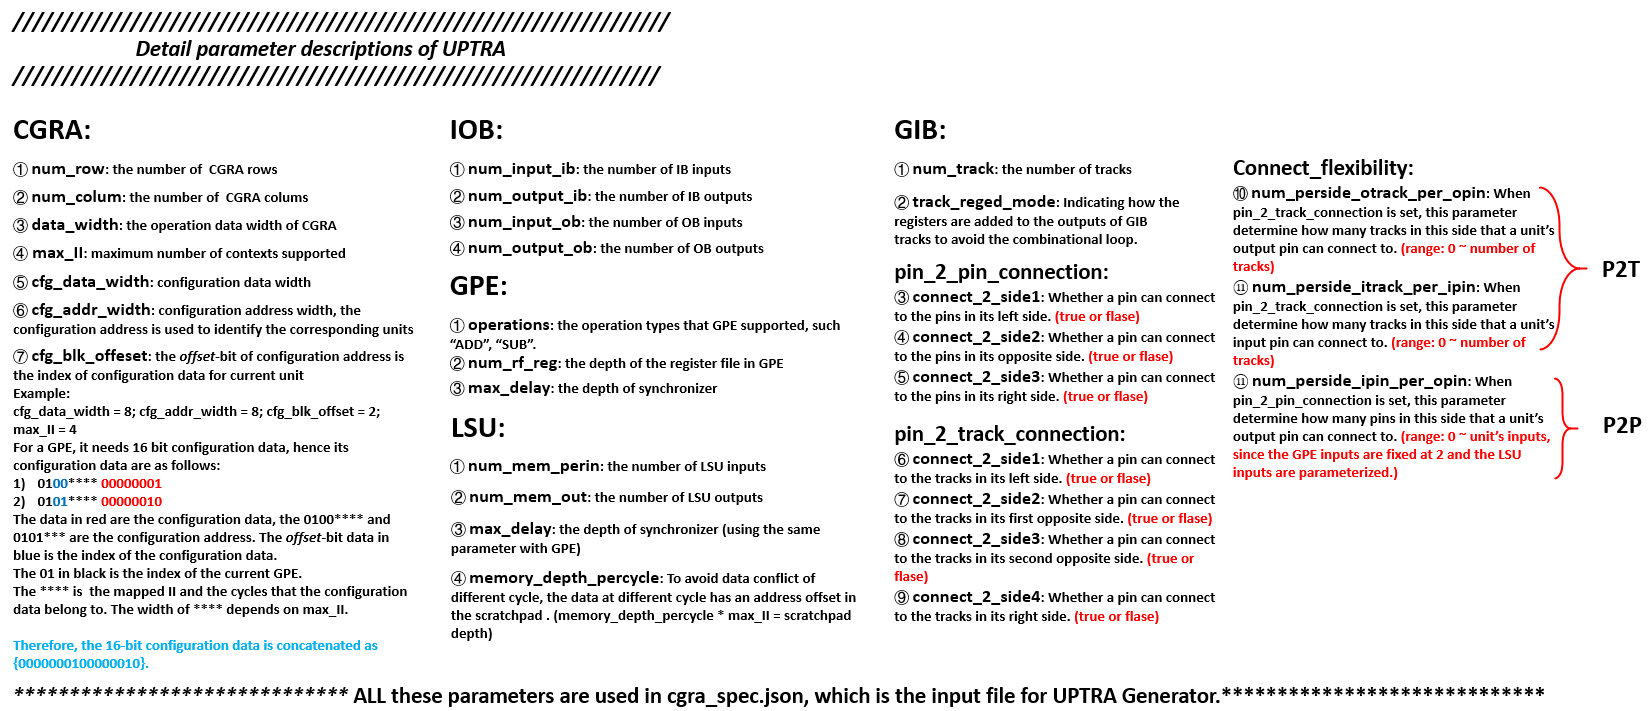 ////////////////////////////////////////////////////////////////////
Detail parameter descriptions of UPTRA
///////////////////////////////////////////////////////////////////
CGRA:
① num_row: the number of  CGRA rows
② num_colum: the number of  CGRA colums
③ data_width: the operation data width of CGRA
④ max_II: maximum number of contexts supported
⑤ cfg_data_width: configuration data width
⑥ cfg_addr_width: configuration address width, the
configuration address is used to identify the corresponding units
⑦ cfg_blk_offeset: the offset-bit of configuration address is
the index of configuration data for current unit
Example:
cfg_data_width = 8; cfg_addr_width = 8; cfg_blk_offset = 2;
max_II = 4
For a GPE, it needs 16 bit configuration data, hence its
configuration data are as follows:
1) 0100**** 00000001
2) 0101**** 00000010
The data in red are the configuration data, the 0100**** and
0101*** are the configuration address. The offset-bit data in
blue is the index of the configuration data.
The 01 in black is the index of the current GPE.
The **** is  the mapped II and the cycles that the configuration
data belong to. The width of **** depends on max_II.
Therefore, the 16-bit configuration data is concatenated as
{0000000100000010}.
IOB:
① num_input_ib: the number of IB inputs
② num_output_ib: the number of IB outputs
③ num_input_ob: the number of OB inputs
④ num_output_ob: the number of OB outputs
GPE:
① operations: the operation types that GPE supported, such
“ADD”, “SUB”.
② num_rf_reg: the depth of the register file in GPE
③ max_delay: the depth of synchronizer
LSU:
① num_mem_perin: the number of LSU inputs
② num_mem_out: the number of LSU outputs
③ max_delay: the depth of synchronizer (using the same
parameter with GPE)
④ memory_depth_percycle: To avoid data conflict of
different cycle, the data at different cycle has an address offset in
the scratchpad . (memory_depth_percycle * max_II = scratchpad
depth)
GIB:
① num_track: the number of tracks
② track_reged_mode: Indicating how the
registers are added to the outputs of GIB
tracks to avoid the combinational loop.
pin_2_pin_connection:
③ connect_2_side1: Whether a pin can connect
to the pins in its left side. (true or flase)
④ connect_2_side2: Whether a pin can connect
to the pins in its opposite side. (true or flase)
⑤ connect_2_side3: Whether a pin can connect
to the pins in its right side. (true or flase)
pin_2_track_connection:
⑥ connect_2_side1: Whether a pin can connect
to the tracks in its left side. (true or flase)
⑦ connect_2_side2: Whether a pin can connect
to the tracks in its first opposite side. (true or flase)
⑧ connect_2_side3: Whether a pin can connect
to the tracks in its second opposite side. (true or
flase)
⑨ connect_2_side4: Whether a pin can connect
to the tracks in its right side. (true or flase)
Connect_flexibility:
⑩ num_perside_otrack_per_opin: When
pin_2_track_connection is set, this parameter
determine how many tracks in this side that a unit’s
output pin can connect to. (range: 0 ~ number of
tracks)
⑪ num_perside_itrack_per_ipin: When
pin_2_track_connection is set, this parameter
determine how many tracks in this side that a unit’s
input pin can connect to. (range: 0 ~ number of
tracks)
P2T
⑪ num_perside_ipin_per_opin: When
pin_2_pin_connection is set, this parameter
determine how many pins in this side that a unit’s
output pin can connect to. (range: 0 ~ unit’s inputs,
since the GPE inputs are fixed at 2 and the LSU
inputs are parameterized.)
P2P
****************************** ALL these parameters are used in cgra_spec.json, which is the input file for UPTRA Generator.*****************************